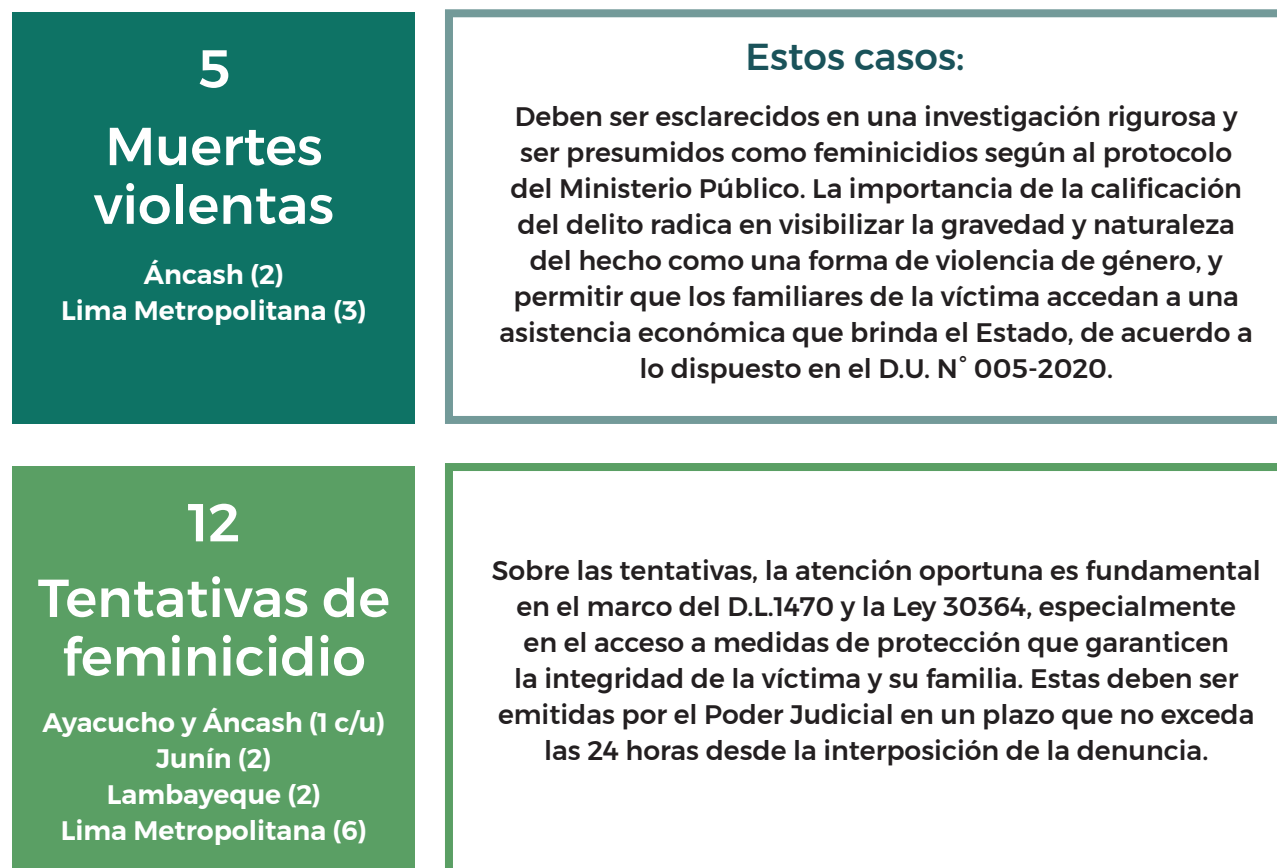 5
Muertes
violentas
Áncash (2)
Lima Metropolitana (3)
Estos casos:
Deben ser esclarecidos en una investigación rigurosa y
ser presumidos como feminicidios según al protocolo
del Ministerio Público. La importancia de la calificación
del delito radica en visibilizar la gravedad y naturaleza
del hecho como una forma de violencia de género, y
permitir que los familiares de la víctima accedan a una
asistencia económica que brinda el Estado, de acuerdo a
lo dispuesto en el D.U. N° 005-2020.
12
Tentativas de
feminicidio
Ayacucho y Áncash (1 c/u)
Junín (2)
Lambayeque (2)
Lima Metropolitana (6)
Sobre las tentativas, la atención oportuna es fundamental
en el marco del D.L.1470 y la Ley 30364, especialmente
en el acceso a medidas de protección que garanticen
la integridad de la víctima y su familia. Estas deben ser
emitidas por el Poder Judicial en un plazo que no exceda
las 24 horas desde la interposición de la denuncia.